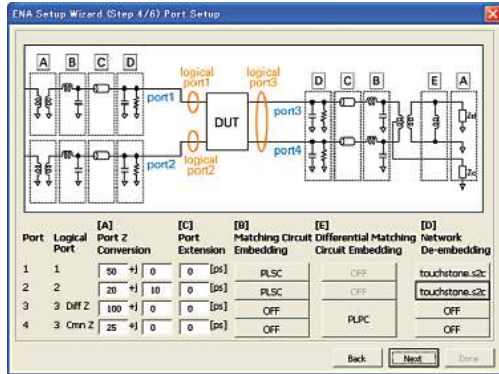 ENA Setup Wizard (Step 4/6) Port Setup
A B C D
logical port1
logical port3
D C B E A
port1
DUT
port3
Zd
port2
logical port2
port4
Zc
[A] [C] [B] [E] [D]
Port Logical Port Port Z Conversion Port Extension Matching Circuit Embedding Differential Matching Circuit Embedding Network De-embedding
1 1 50 +j 0 0 [ps] PLSC OFF touchstone.s2c
2 2 20 +j 10 0 [ps] PLSC OFF touchstone.s2c
3 3 Diff Z 100 +j 0 0 [ps] OFF PLPC OFF
4 3 Cmn Z 25 +j 0 0 [ps] OFF OFF
Back Next Done